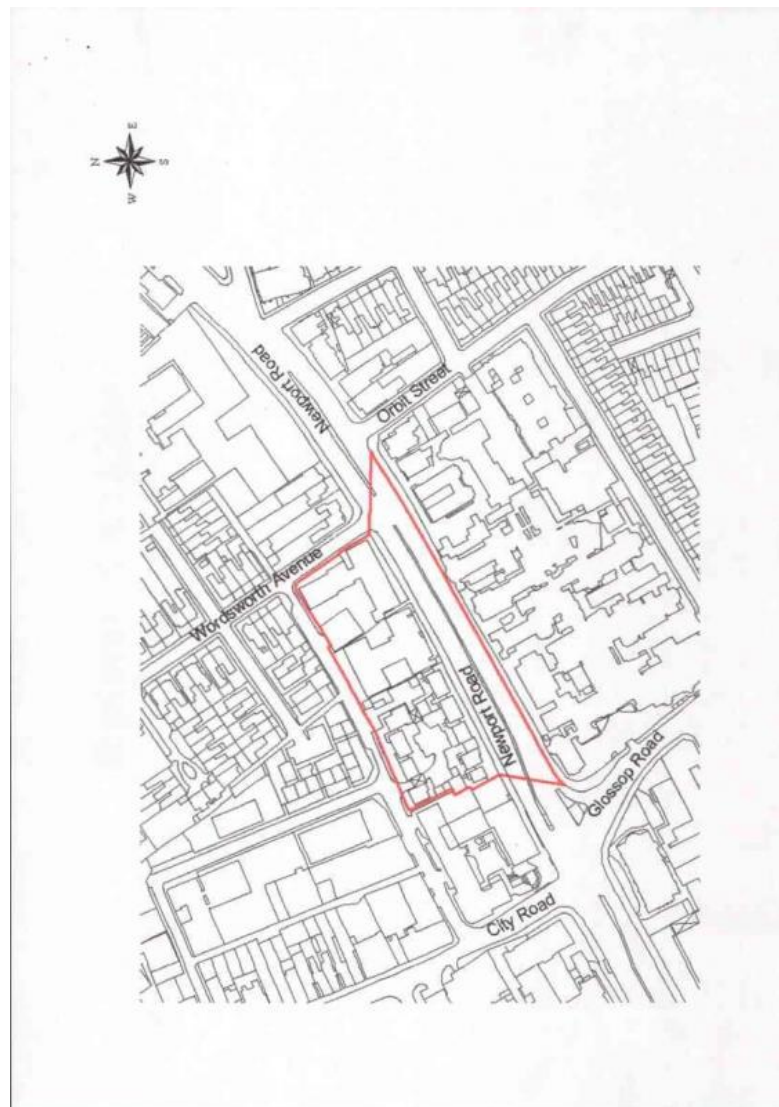 E
N
S
W
Newport Road
Orbit Street
Wordsworth Avenue
Newport Road
Glossop Road
City Road